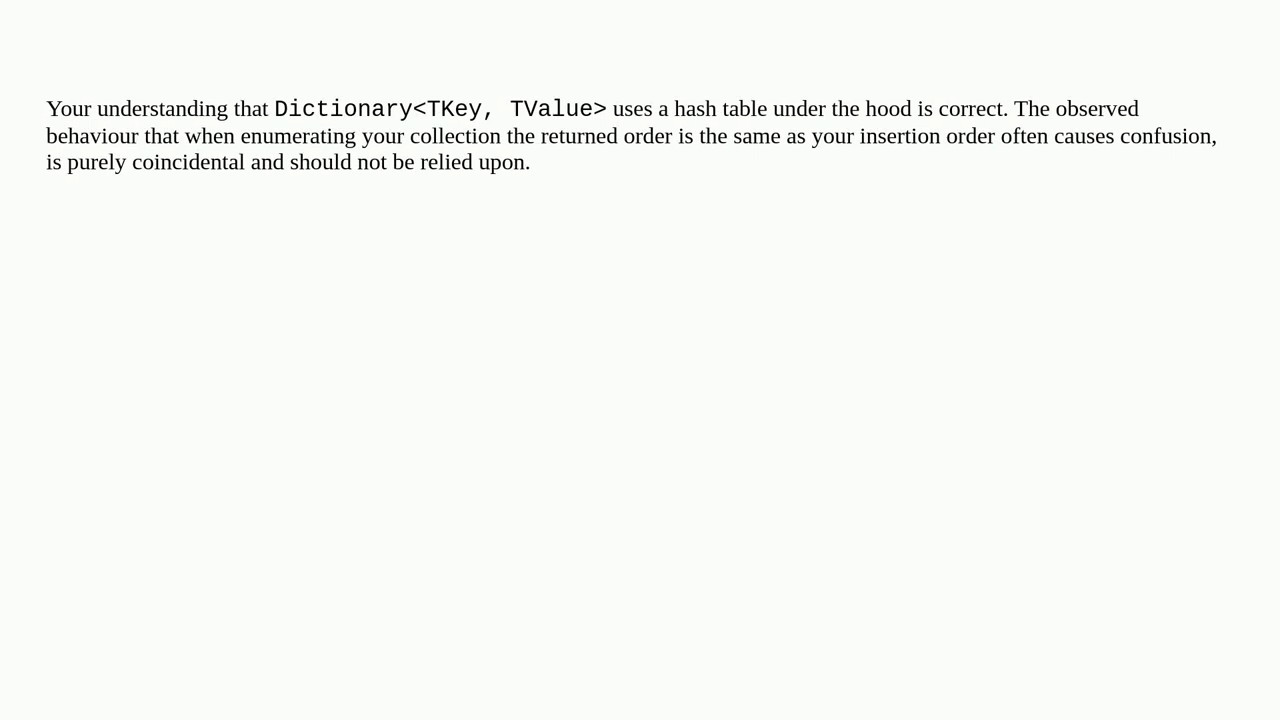 Your understanding that Dictionary<TKey, TValue> uses a hash table under the hood is correct. The observed
behaviour that when enumerating your collection the returned order is the same as your insertion order often causes confusion,
is purely coincidental and should not be relied upon.